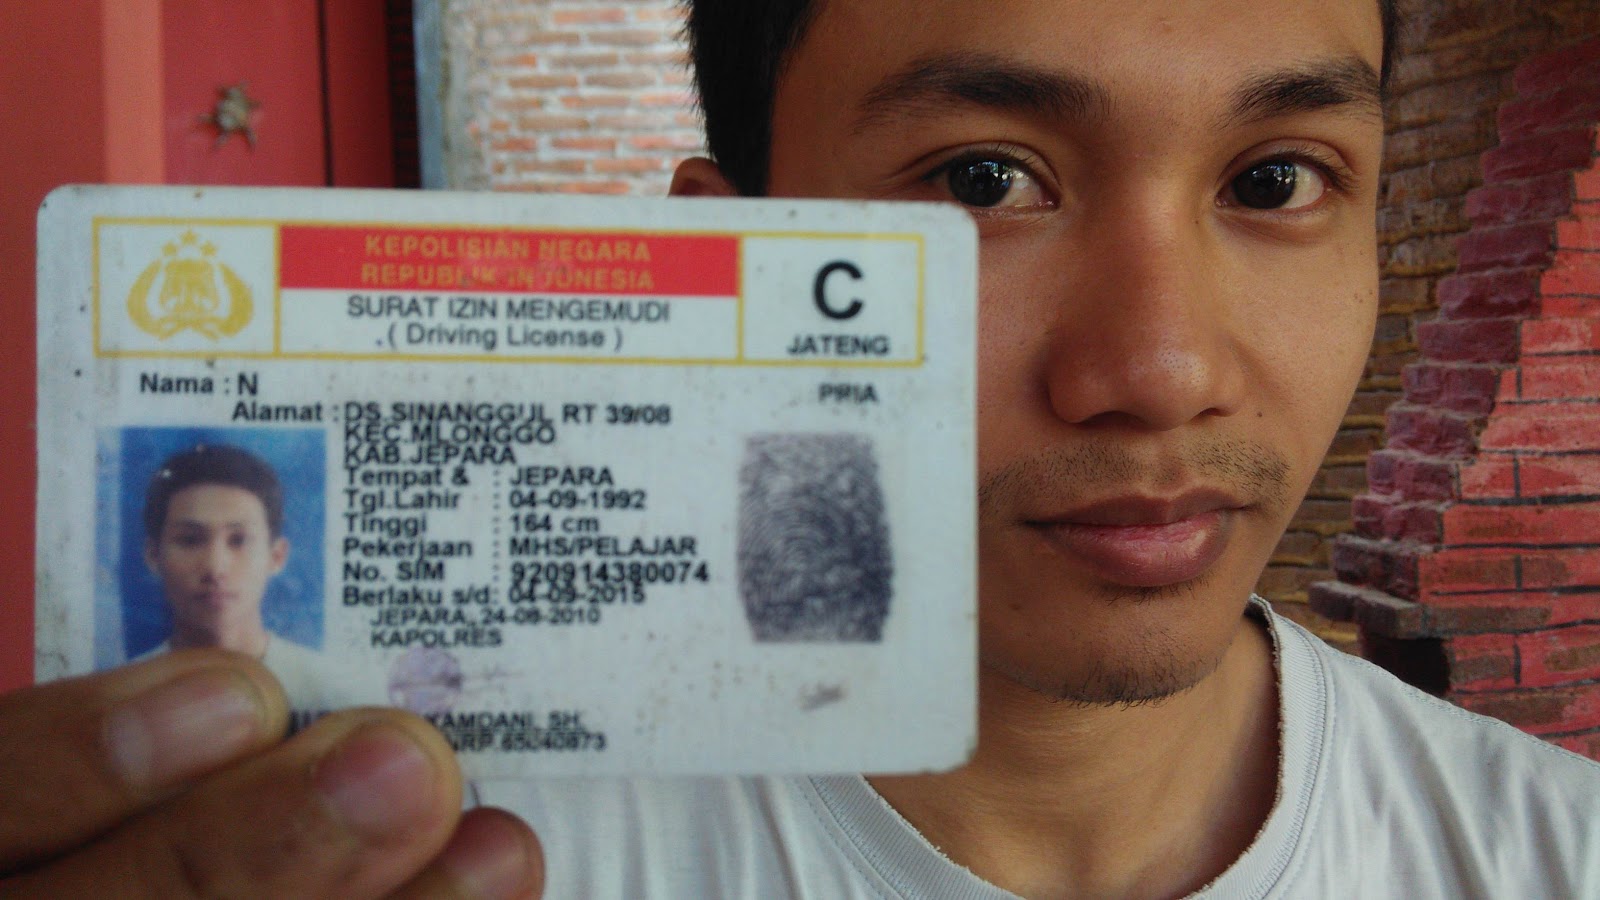 KEPOLISIAN NEGARA
REPUBLIK INDONESIA
SURAT IZIN MENGEMUDI
.( Driving License )
C
JATENG
Nama : N
PRIA
Alamat : DS.SINANGGUL RT 39/08
KEC.MLONGGO
KAB.JEPARA
Tempat & : JEPARA
Tgl.Lahir : 04-09-1992
Tinggi : 164 cm
Pekerjaan : MHS/PELAJAR
No. SIM : 920914380074
Berlaku s/d: 04-09-2015
JEPARA, 24-08-2010
KAPOLRES
YAMDANI, SH.
NRP.65040873